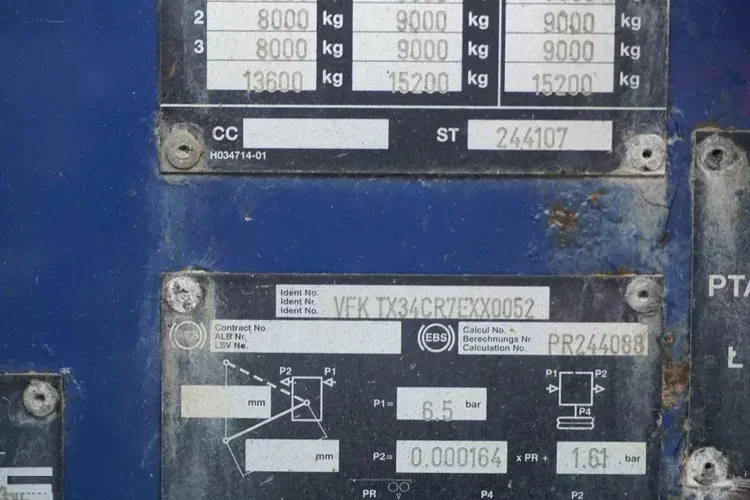 2 8000 kg 9000 kg 9000 kg
3 8000 kg 9000 kg 9000 kg
13600 kg 15200 kg 15200 kg
CC ST 244107
H034714-01
Ident No.
Ident Nr. VFK TX34CR7EXX0052
Ident No.
Contract No.
ALB Nr.
LSV No.
EBS
Calcul No.
Berechnungs Nr. PR244088
Calculation No.
P2 P1 P1 P2
mm P1= 6.5 bar P4
mm P2= 0.000164 x PR + 1.61 bar
PR P4 P2
PTA
Ł